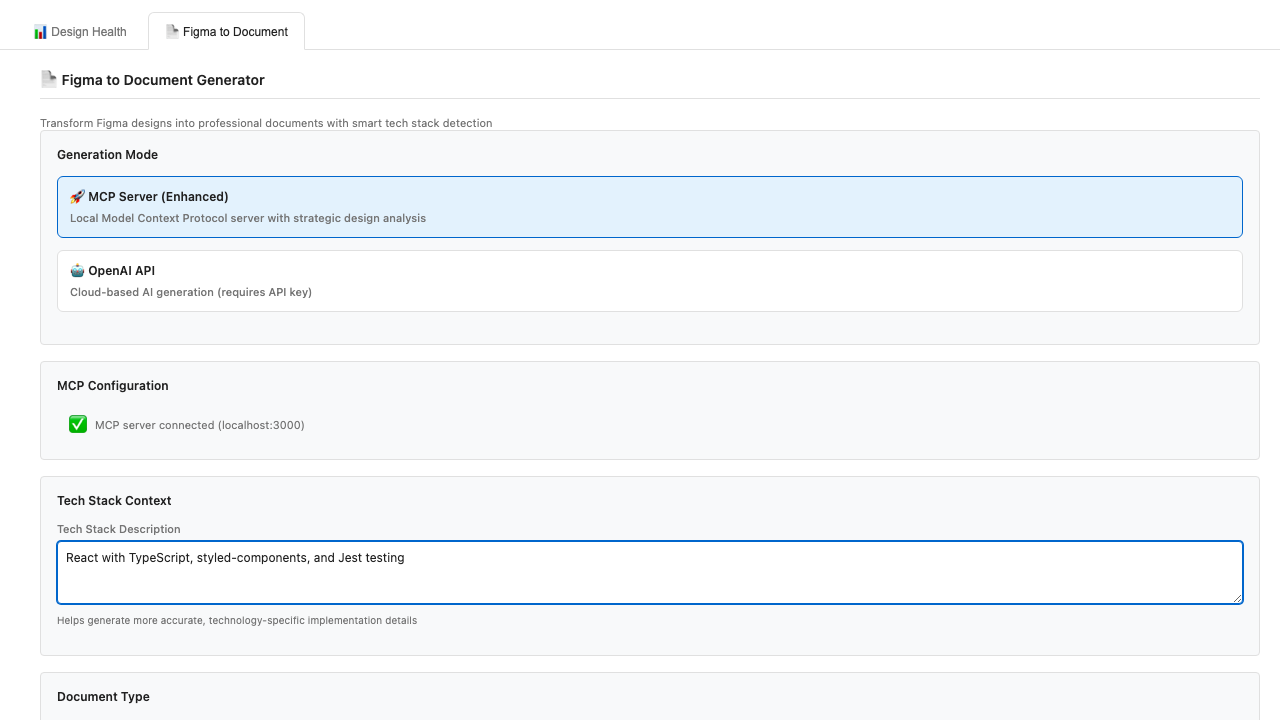 Design Health
Figma to Document
Figma to Document Generator
Transform Figma designs into professional documents with smart tech stack detection
Generation Mode
MCP Server (Enhanced)
Local Model Context Protocol server with strategic design analysis
OpenAI API
Cloud-based AI generation (requires API key)
MCP Configuration
MCP server connected (localhost:3000)
Tech Stack Context
Tech Stack Description
React with TypeScript, styled-components, and Jest testing
Helps generate more accurate, technology-specific implementation details
Document Type